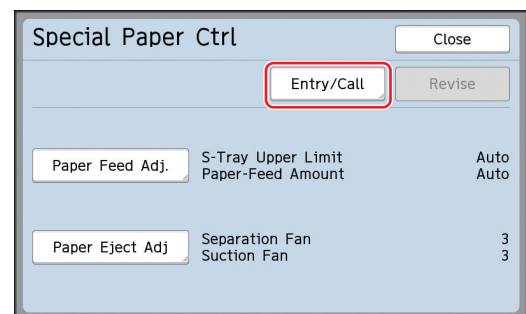 Special Paper Ctrl Close
Entry/Call Revise
Paper Feed Adj. S-Tray Upper Limit Auto
Paper-Feed Amount Auto
Paper Eject Adj Separation Fan 3
Suction Fan 3